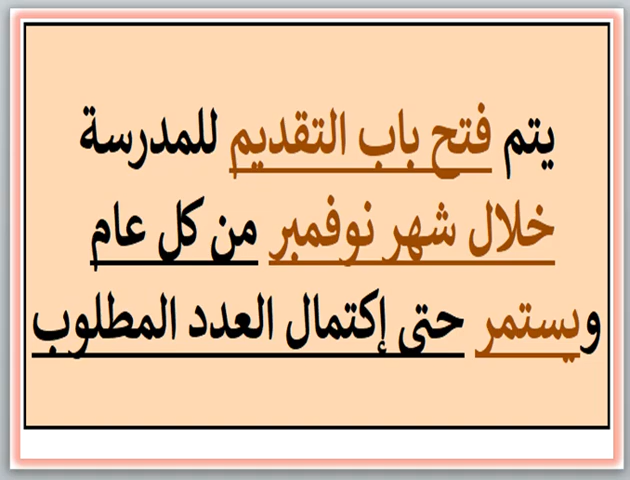 يتم فتح باب التقديم للمدرسة
خلال شهر نوفمبر من كل عام
ويستمر حتى إكتمال العدد المطلوب